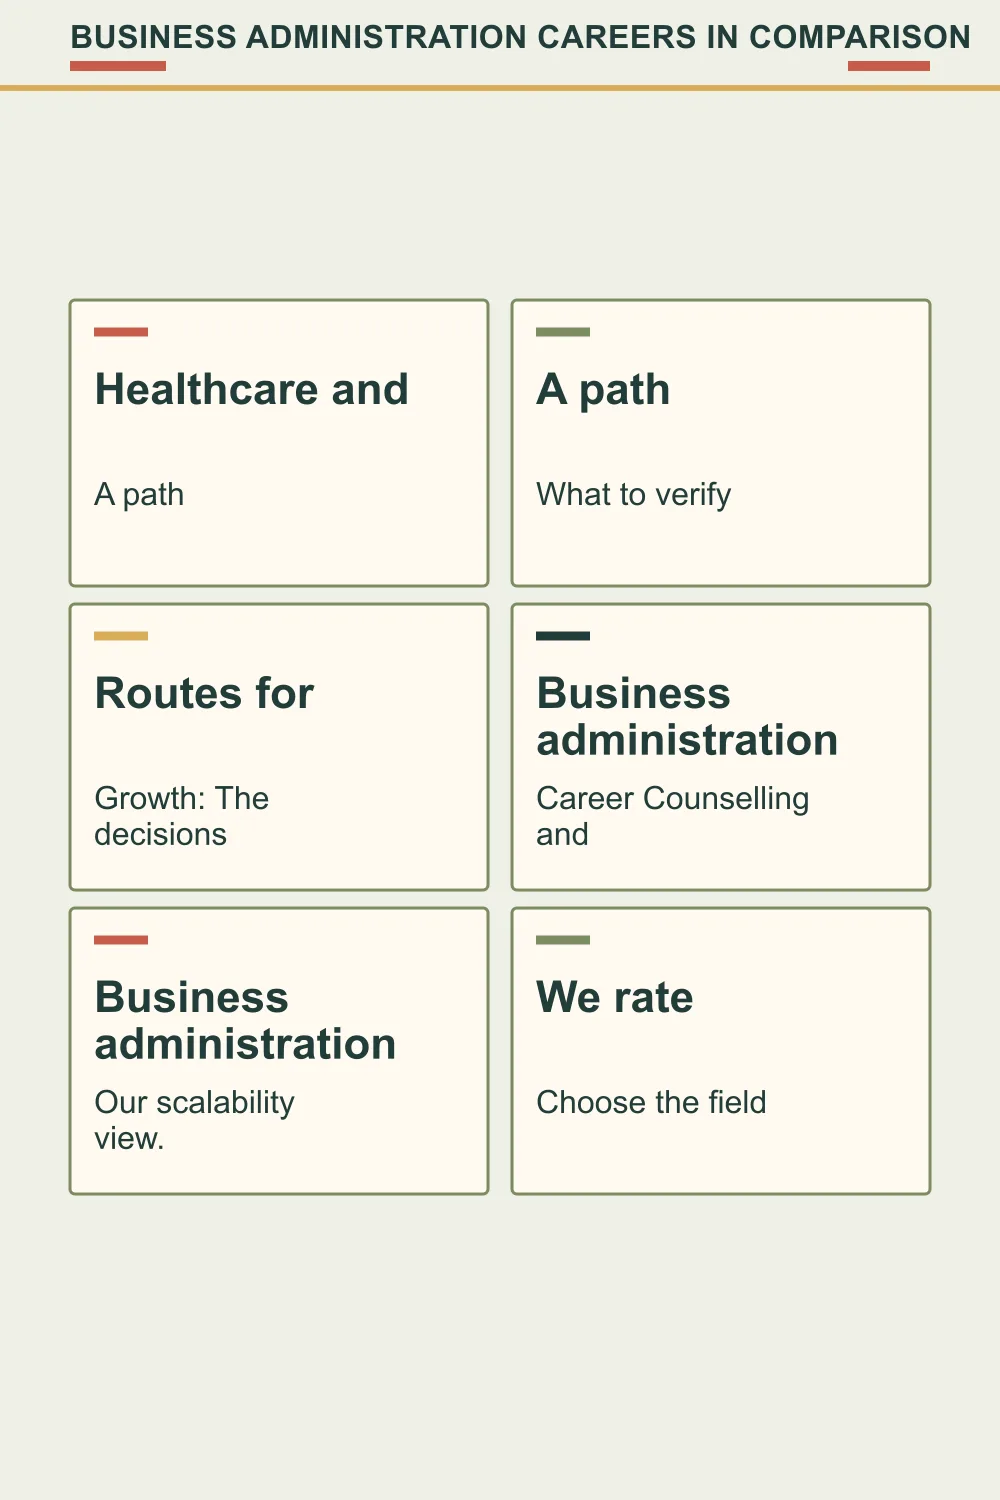 BUSINESS ADMINISTRATION CAREERS IN COMPARISON
Healthcare and
A path
A path
What to verify
Routes for
Growth: The
decisions
Business
administration
Career Counselling
and
Business
administration
Our scalability
view.
We rate
Choose the field